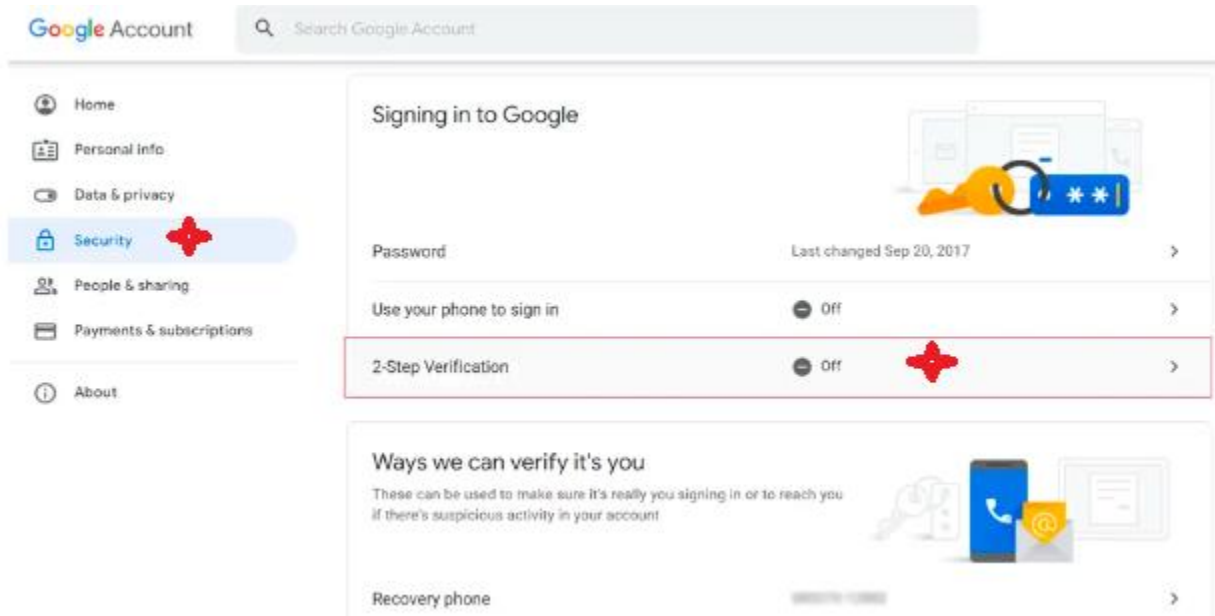 Google Account
Search Google Account
Home
Personal info
Data & privacy
Security
People & sharing
Payments & subscriptions
About
Signing in to Google
**
Password Last changed Sep 20, 2017
Use your phone to sign in Off
2-Step Verification Off
Ways we can verify it's you
These can be used to make sure it's really you signing in or to reach you
if there's suspicious activity in your account
@
Recovery phone